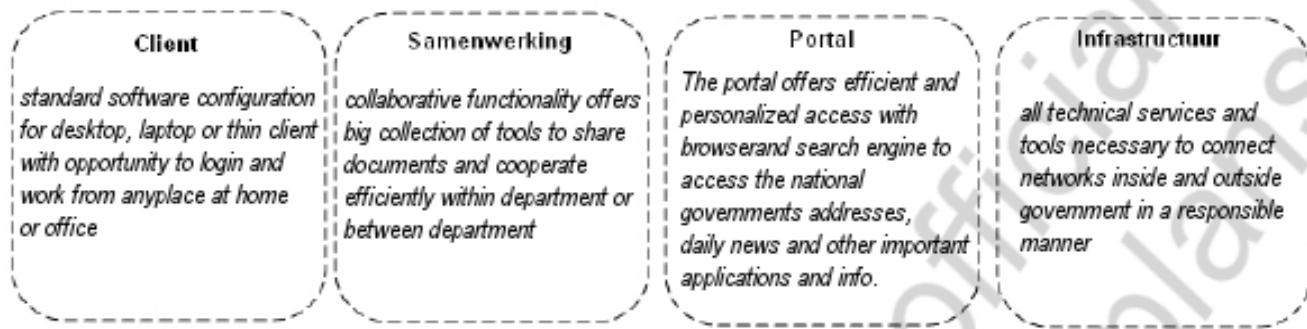 Client
standard software configuration
for desktop, laptop or thin client
with opportunity to login and
work from anyplace at home
or office
Samenwerking
collaborative functionality offers
big collection of tools to share
documents and cooperate
efficiently within department or
between department
Portal
The portal offers efficient and
personalized access with
browserand search engine to
access the national
governments addresses,
daily news and other important
applications and info.
Infrastructuur
all technical services and
tools necessary to connect
networks inside and outside
government in a responsible
manner
official
plans